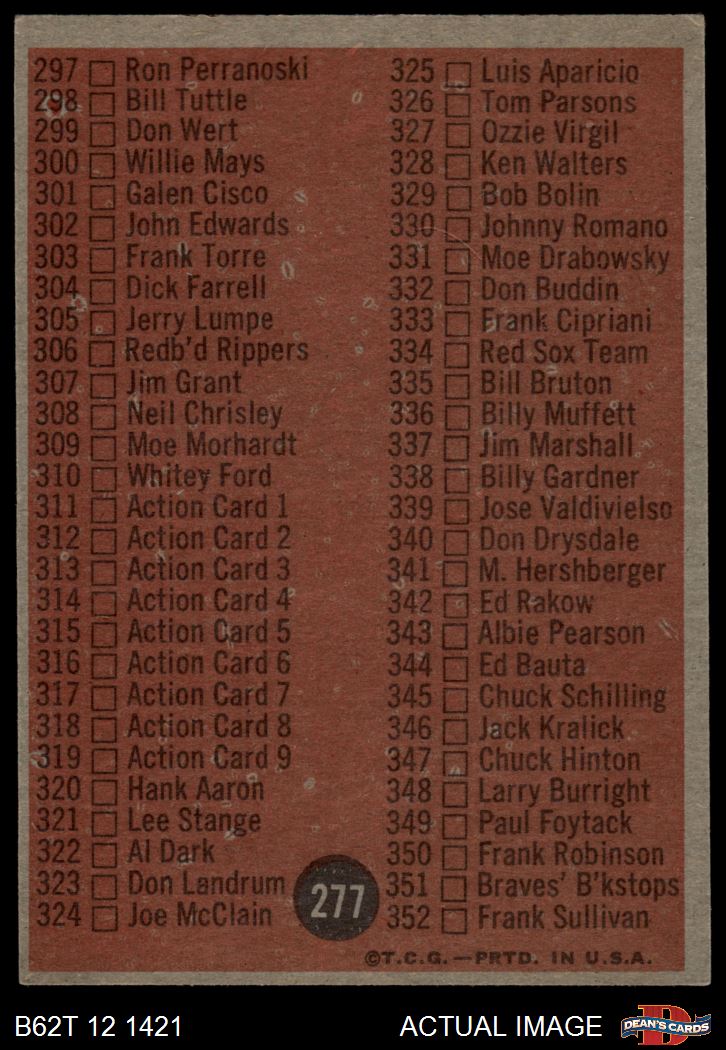 297 Ron Perranoski
298 Bill Tuttle
299 Don Wert
300 Willie Mays
301 Galen Cisco
302 John Edwards
303 Frank Torre
304 Dick Farrell
305 Jerry Lumpe
306 Redb'd Rippers
307 Jim Grant
308 Neil Chrisley
309 Moe Morhardt
310 Whitey Ford
311 Action Card 1
312 Action Card 2
313 Action Card 3
314 Action Card 4
315 Action Card 5
316 Action Card 6
317 Action Card 7
318 Action Card 8
319 Action Card 9
320 Hank Aaron
321 Lee Stange
322 Al Dark
323 Don Landrum
324 Joe McClain
277
325 Luis Aparicio
326 Tom Parsons
327 Ozzie Virgil
328 Ken Walters
329 Bob Bolin
330 Johnny Romano
331 Moe Drabowsky
332 Don Buddin
333 Frank Cipriani
334 Red Sox Team
335 Bill Bruton
336 Billy Muffett
337 Jim Marshall
338 Billy Gardner
339 Jose Valdivielso
340 Don Drysdale
341 M. Hershberger
342 Ed Rakow
343 Albie Pearson
344 Ed Bauta
345 Chuck Schilling
346 Jack Kralick
347 Chuck Hinton
348 Larry Burright
349 Paul Foytack
350 Frank Robinson
351 Braves' B'kstops
352 Frank Sullivan
©T.C.G.—PRTD. IN U.S.A.
B62T 12 1421
ACTUAL IMAGE
D
DEAN'S CARDS